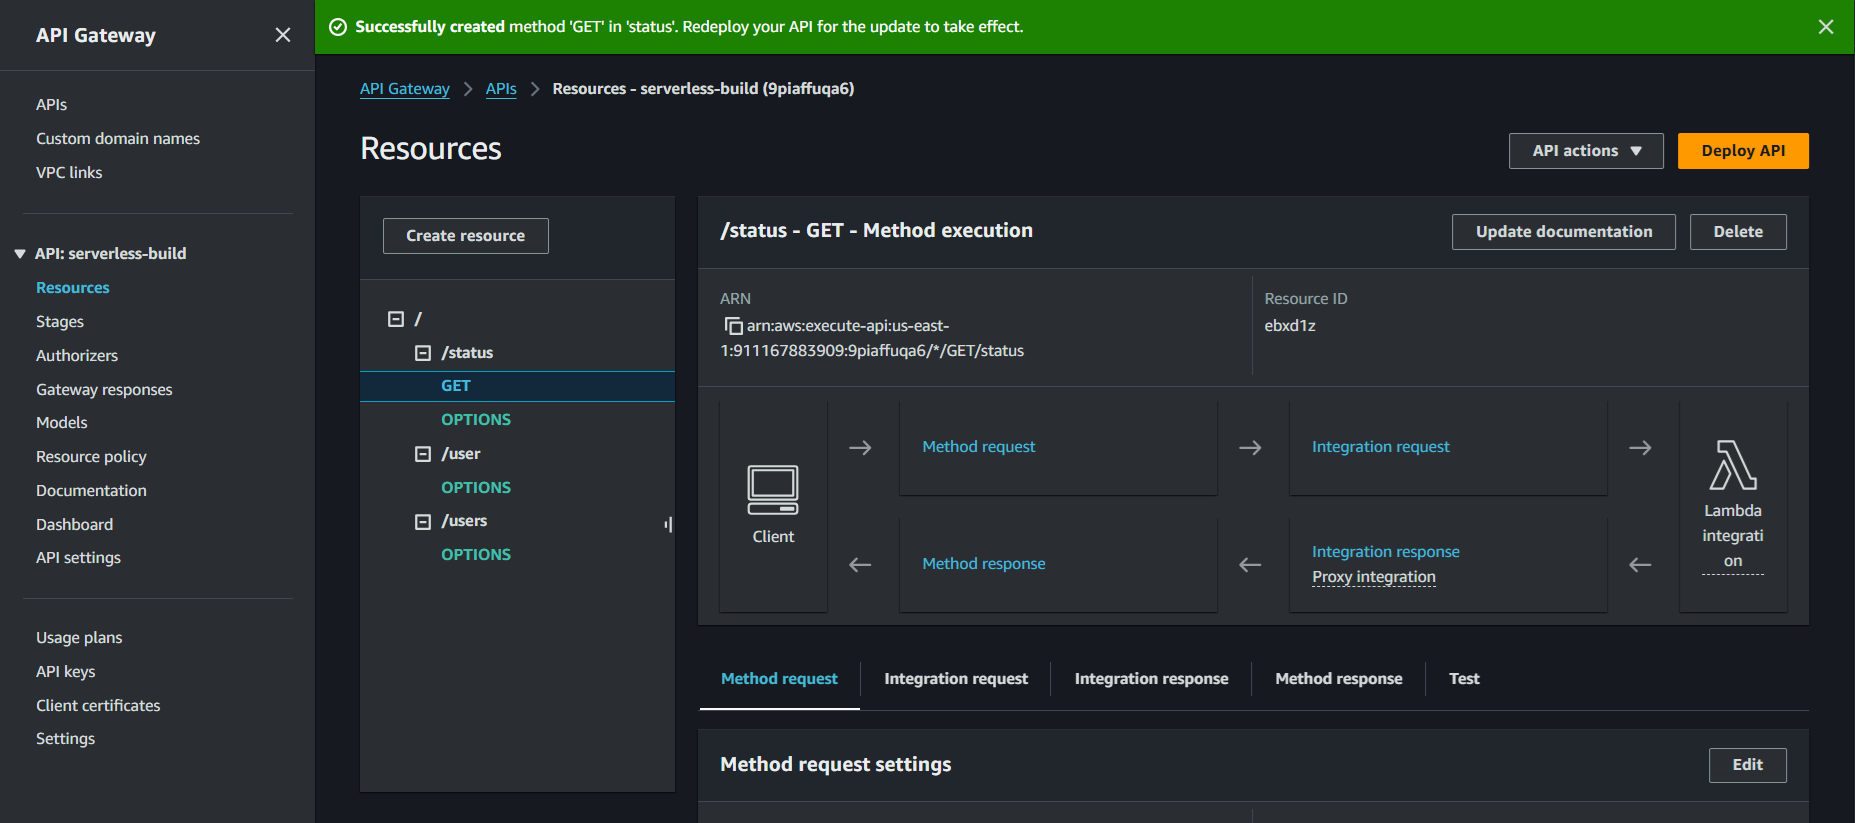 API Gateway
APIs
Custom domain names
VPC links
API: serverless-build
Resources
Stages
Authorizers
Gateway responses
Models
Resource policy
Documentation
Dashboard
API settings
Usage plans
API keys
Client certificates
Settings
Successfully created method 'GET' in 'status'. Redeploy your API for the update to take effect.
API Gateway > APIs > Resources - serverless-build (9piaffuqa6)
Resources
API actions
Deploy API
Create resource
/
/status
GET
OPTIONS
/user
OPTIONS
/users
OPTIONS
/status - GET - Method execution
Update documentation
Delete
ARN
arn:aws:execute-api:us-east-
1:911167883909:9piaffuqa6/*/GET/status
Resource ID
ebxd1z
Client
Method request
Integration request
Method response
Integration response
Proxy integration
Lambda
integrati
on
Method request
Integration request
Integration response
Method response
Test
Method request settings
Edit